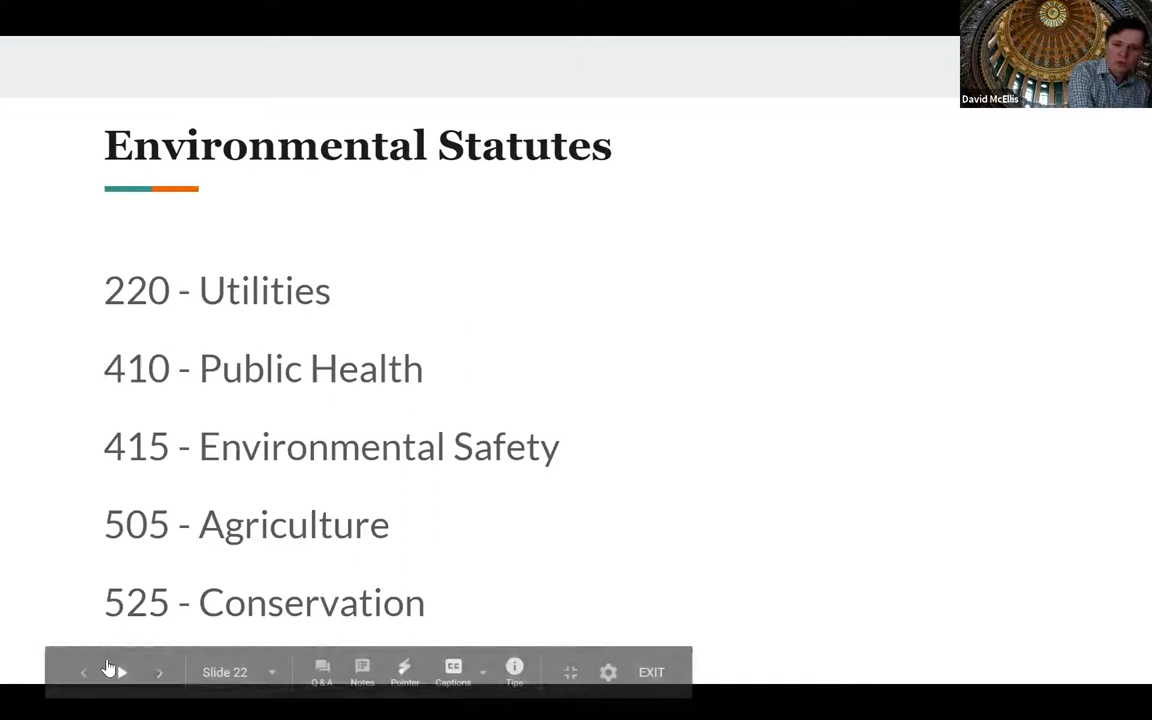 David McEllis
Environmental Statutes
220 - Utilities
410 - Public Health
415 - Environmental Safety
505 - Agriculture
525 - Conservation
Slide 22
Q & A
Notes
Pointer
Captions
Tips
EXIT